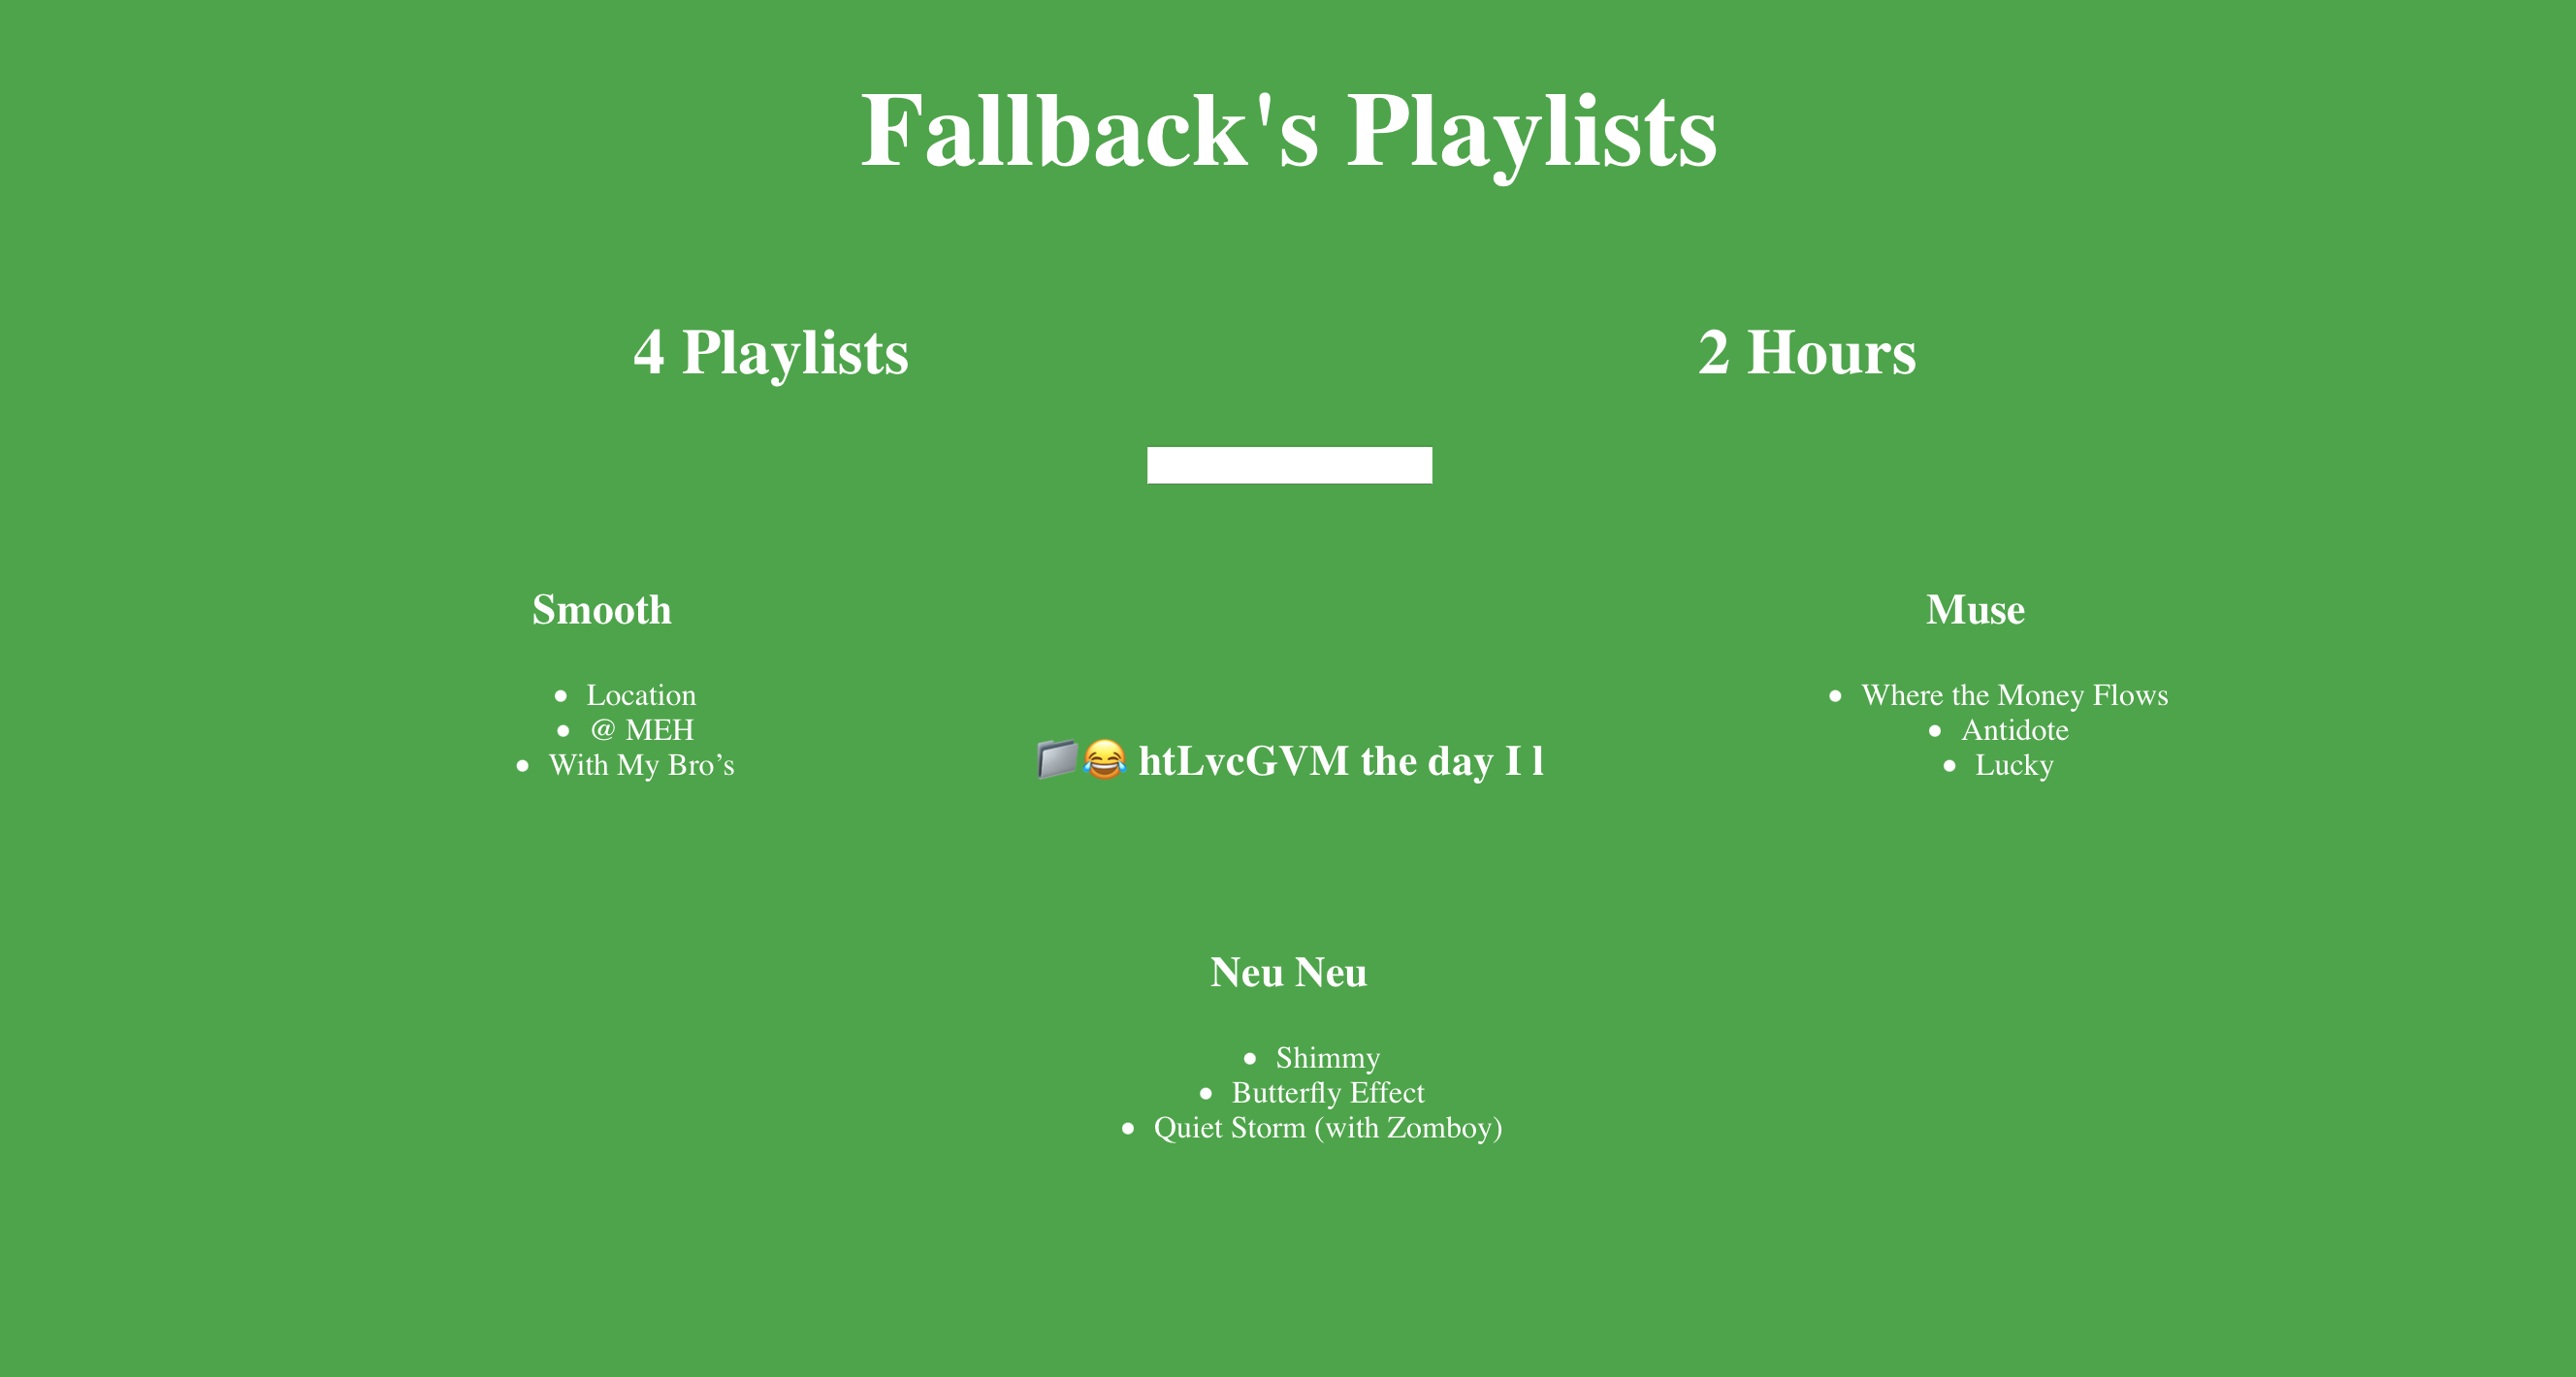 Fallback's Playlists
4 Playlists
2 Hours
Smooth
• Location
• @ MEH
• With My Bro’s
📁😂 htLvcGVM the day I l
Muse
• Where the Money Flows
• Antidote
• Lucky
Neu Neu
• Shimmy
• Butterfly Effect
• Quiet Storm (with Zomboy)